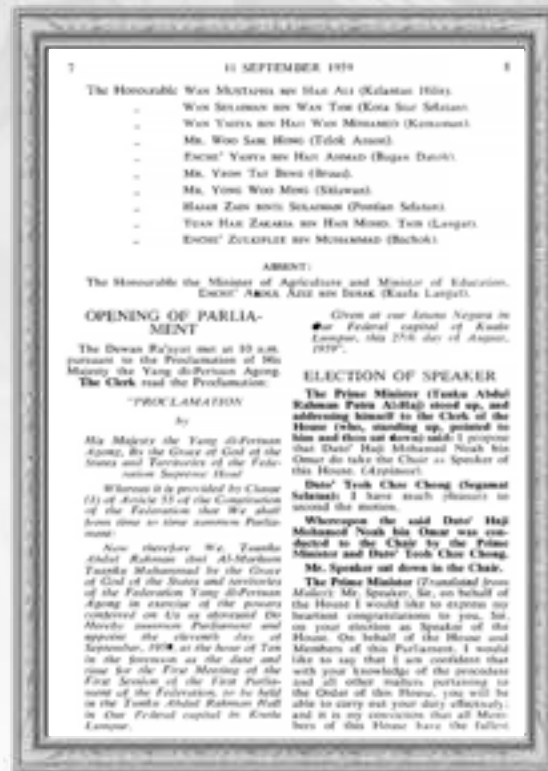 7
11 SEPTEMBER 1959
8
The Honourable WAN MUSTAPHA BIN HAJI ALI (Kelantan Hilir).
„ WAN SULAIMAN BIN WAN TAM (Kota Star Selatan).
„ WAN YAHYA BIN HAJI WAN MOHAMED (Kemaman).
„ MR. WOO SAIK HONG (Telok Anson).
„ ENCHE' YAHYA BIN HAJI AHMAD (Bagan Datoh).
„ MR. YEOH TAT BENG (Bruas).
„ MR. YONG WOO MING (Sitiawan).
„ HAJAH ZAIN BINTI SULAIMAN (Pontian Selatan).
„ TUAN HAJI ZAKARIA BIN HAJI MOHD. TAIB (Langat).
„ ENCHE' ZULKIFLEE BIN MUHAMMAD (Bachok).
ABSENT:
The Honourable the Minister of Agriculture and Minister of Education,
ENCHE' ABDUL AZIZ BIN ISHAK (Kuala Langat).
OPENING OF PARLIA-
MENT
The Dewan Ra'ayat met at 10 a.m.
pursuant to the Proclamation of His
Majesty the Yang di-Pertuan Agong.
The Clerk read the Proclamation:
"PROCLAMATION
by
His Majesty the Yang di-Pertuan
Agong, By the Grace of God of the
States and Territories of the Fede-
ration Supreme Head
Whereas it is provided by Clause
(1) of Article 55 of the Constitution
of the Federation that We shall
from time to time summon Parlia-
ment:
Now therefore We, Tuanku
Abdul Rahman ibni Al-Marhum
Tuanku Muhammad by the Grace
of God of the States and territories
of the Federation Yang di-Pertuan
Agong in exercise of the powers
conferred on Us as aforesaid Do
Hereby summon Parliament and
appoint the eleventh day of
September, 1959, at the hour of Ten
in the forenoon as the date and
time for the First Meeting of the
First Session of the First Parlia-
ment of the Federation, to be held
in the Tunku Abdul Rahman Hall
in Our Federal capital in Kuala
Lumpur.
Given at our Istana Negara in
Our Federal capital of Kuala
Lumpur, this 27th day of August,
1959".
ELECTION OF SPEAKER
The Prime Minister (Tunku Abdul
Rahman Putra Al-Haj) stood up, and
addressing himself to the Clerk of the
House (who, standing up, pointed to
him and then sat down) said: I propose
that Dato' Haji Mohamed Noah bin
Omar do take the Chair as Speaker of
this House. (Applause).
Dato' Teoh Chze Chong (Segamat
Selatan): I have much pleasure to
second the motion.
Whereupon the said Dato' Haji
Mohamed Noah bin Omar was con-
ducted to the Chair by the Prime
Minister and Dato' Teoh Chze Chong.
Mr. Speaker sat down in the Chair.
The Prime Minister (Translated from
Malay): Mr. Speaker, Sir, on behalf of
the House I would like to express my
heartiest congratulations to you, Sir,
on your election as Speaker of the
House. On behalf of the House and
Members of this Parliament, I would
like to say that I am confident that
with your knowledge of the procedure
and all other matters pertaining to
the Order of this House, you will be
able to carry out your duty effectively;
and it is my conviction that all Mem-
bers of this House have the fullest